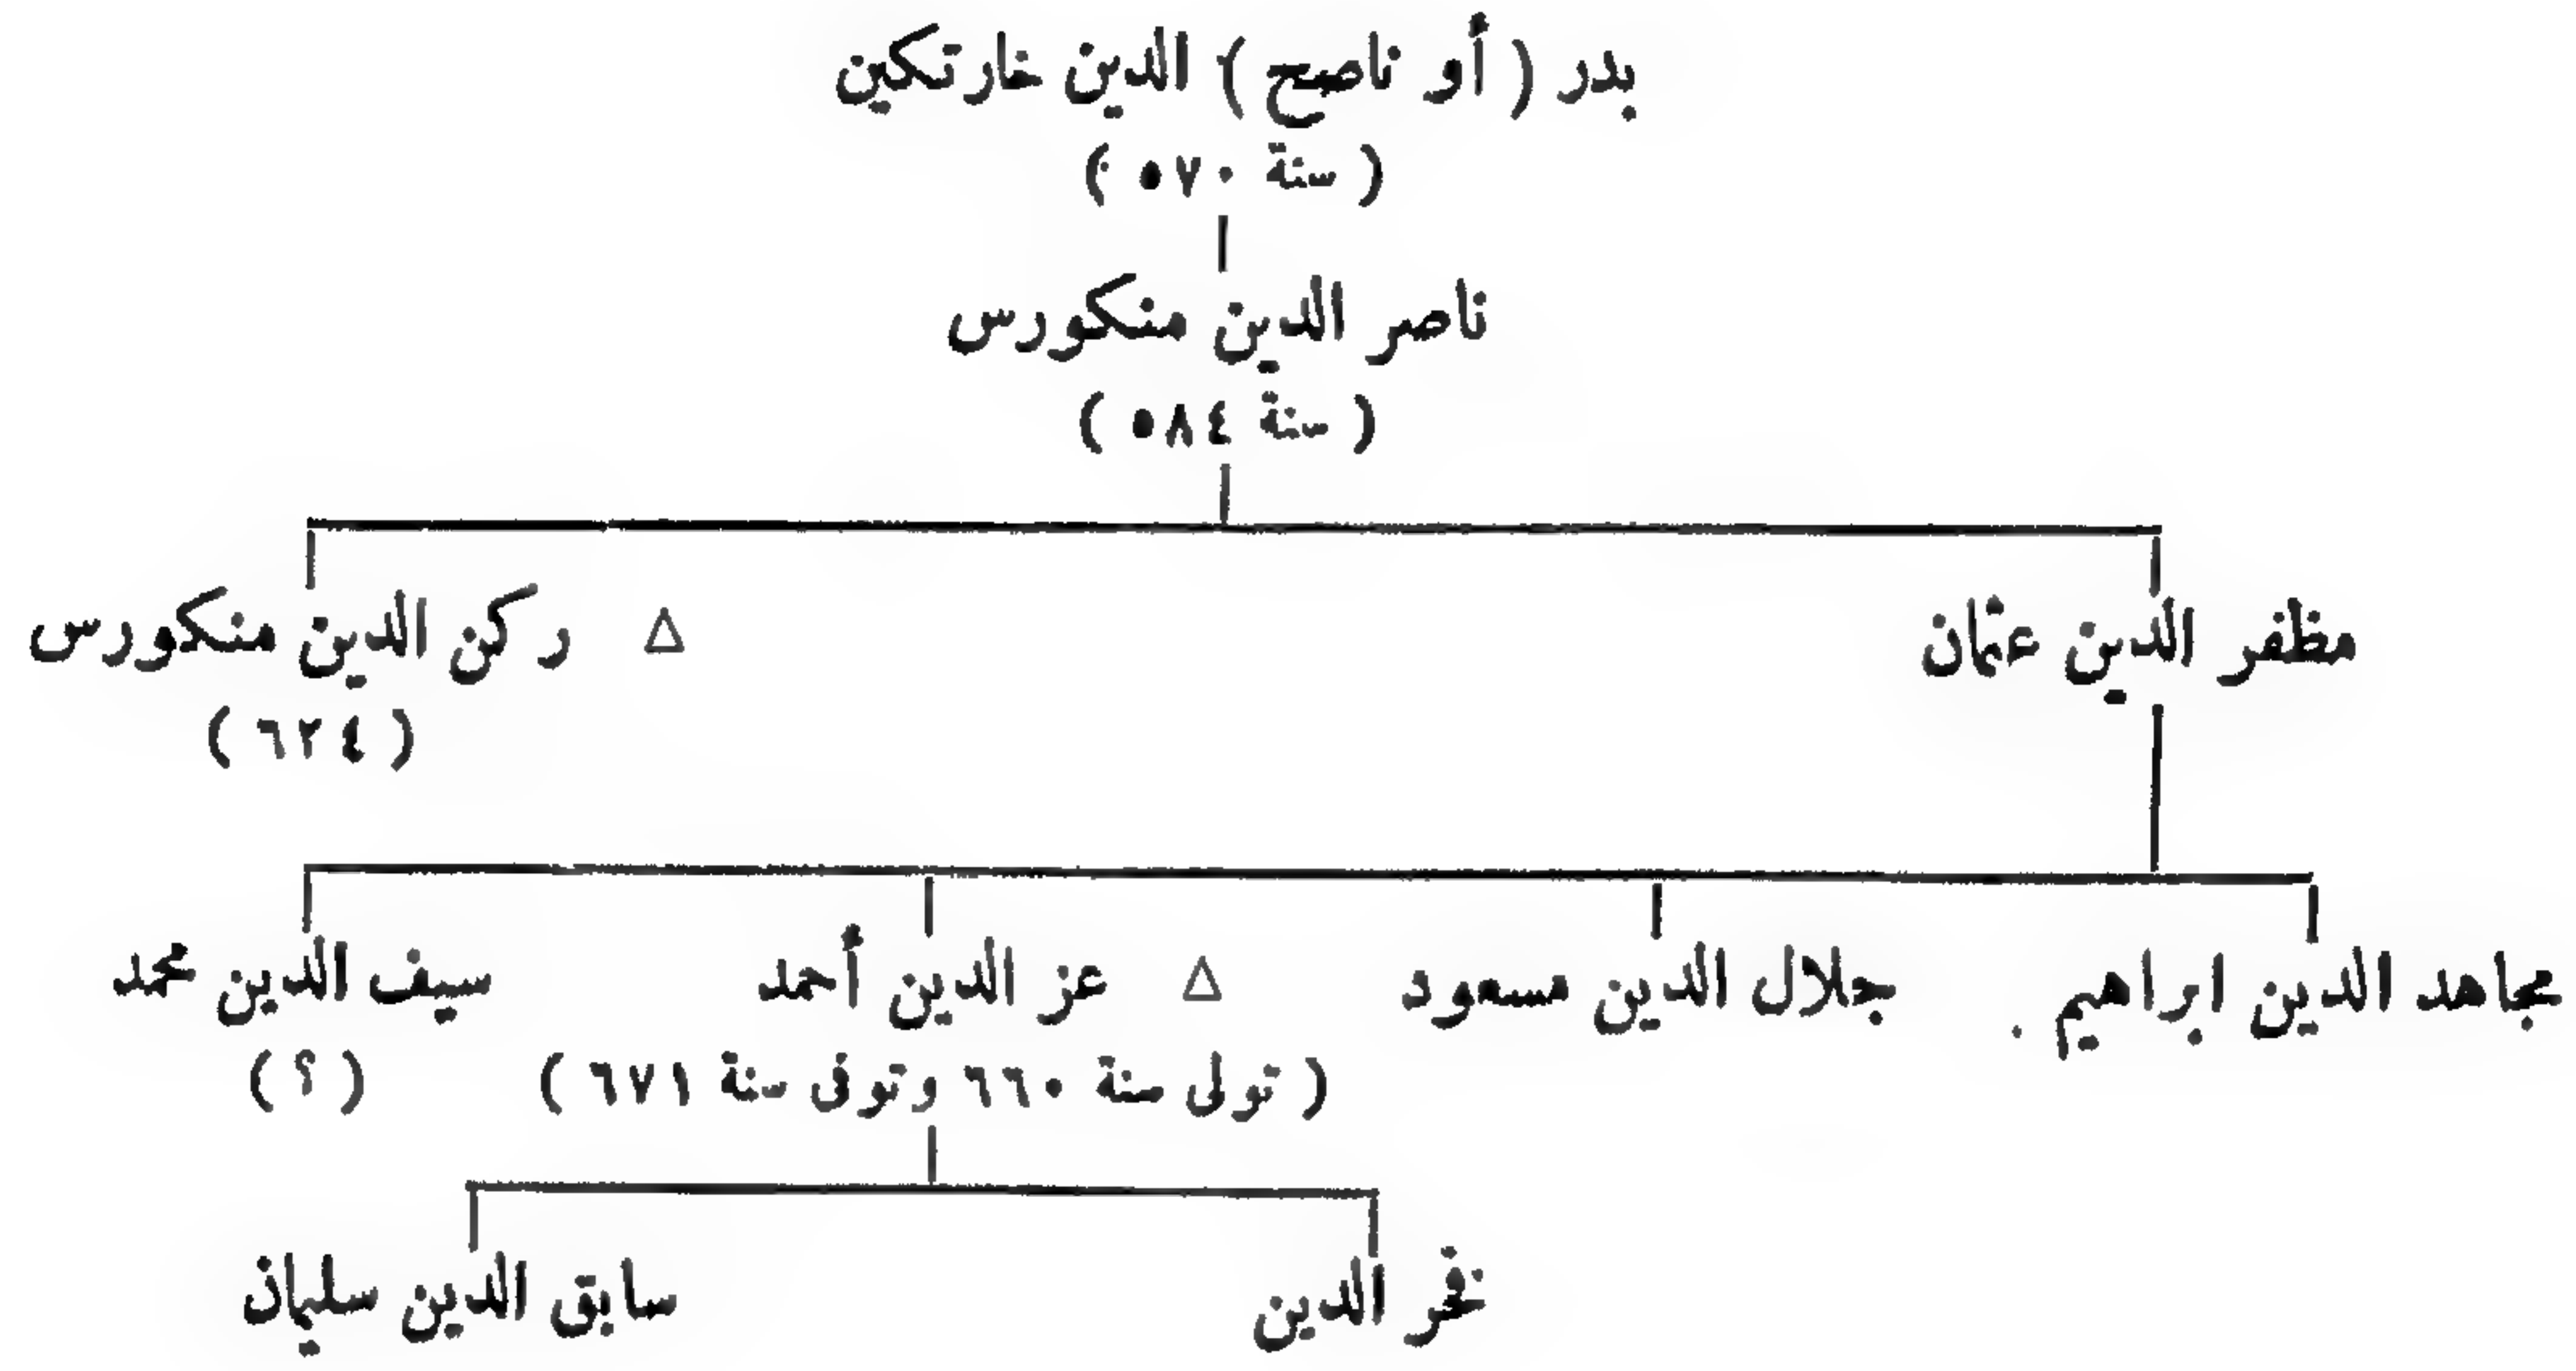 بدر ( أو ناصح ) الدين خارتكين
( سنة ٥٧٠ )
ناصر الدين منكورس
( سنة ٥٨٤ )
مظفر الدين عثمان
△ ركن الدين منكورس
( ٦٢٤ )
مجاهد الدين ابراهيم .
جلال الدين مسعود
△ عز الدين أحمد
سيف الدين محمد
( تولى سنة ٦٦٠ وتوفى سنة ٦٧١ )
( ؟ )
فخر الدين
سابق الدين سليمان